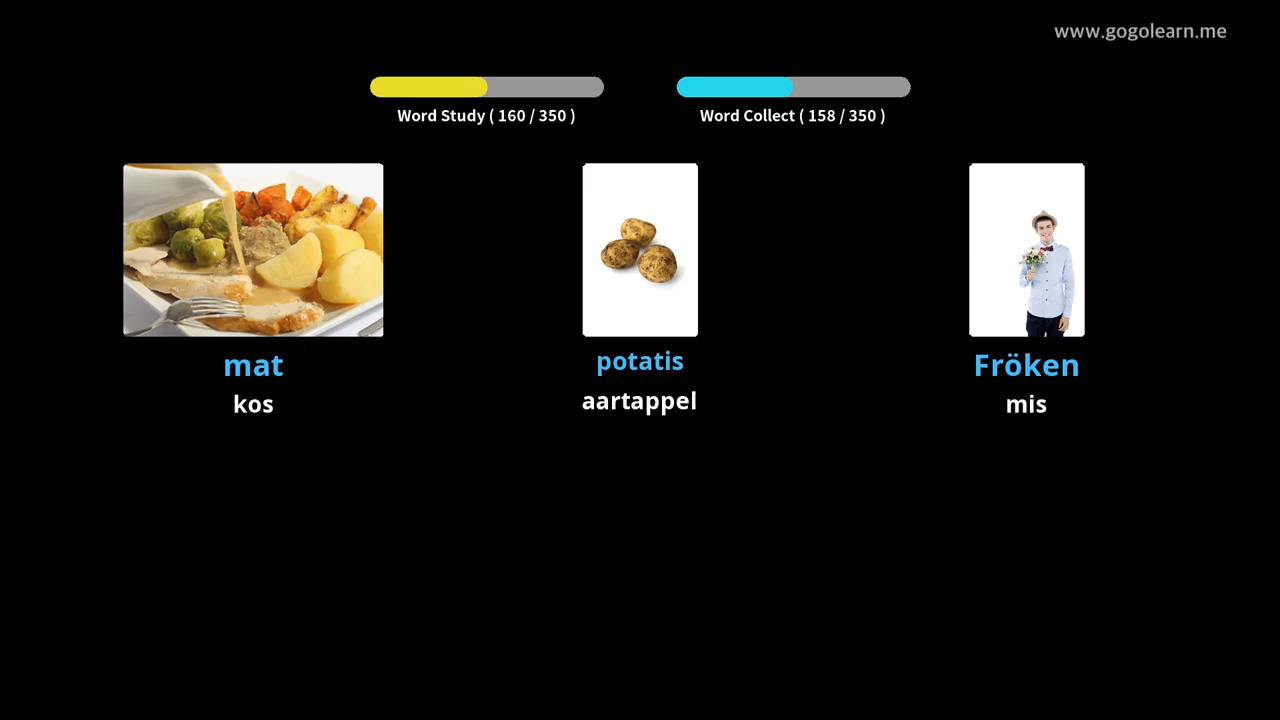 www.gogolearn.me
Word Study ( 160 / 350 )
Word Collect ( 158 / 350 )
mat
kos
potatis
aartappel
Fröken
mis